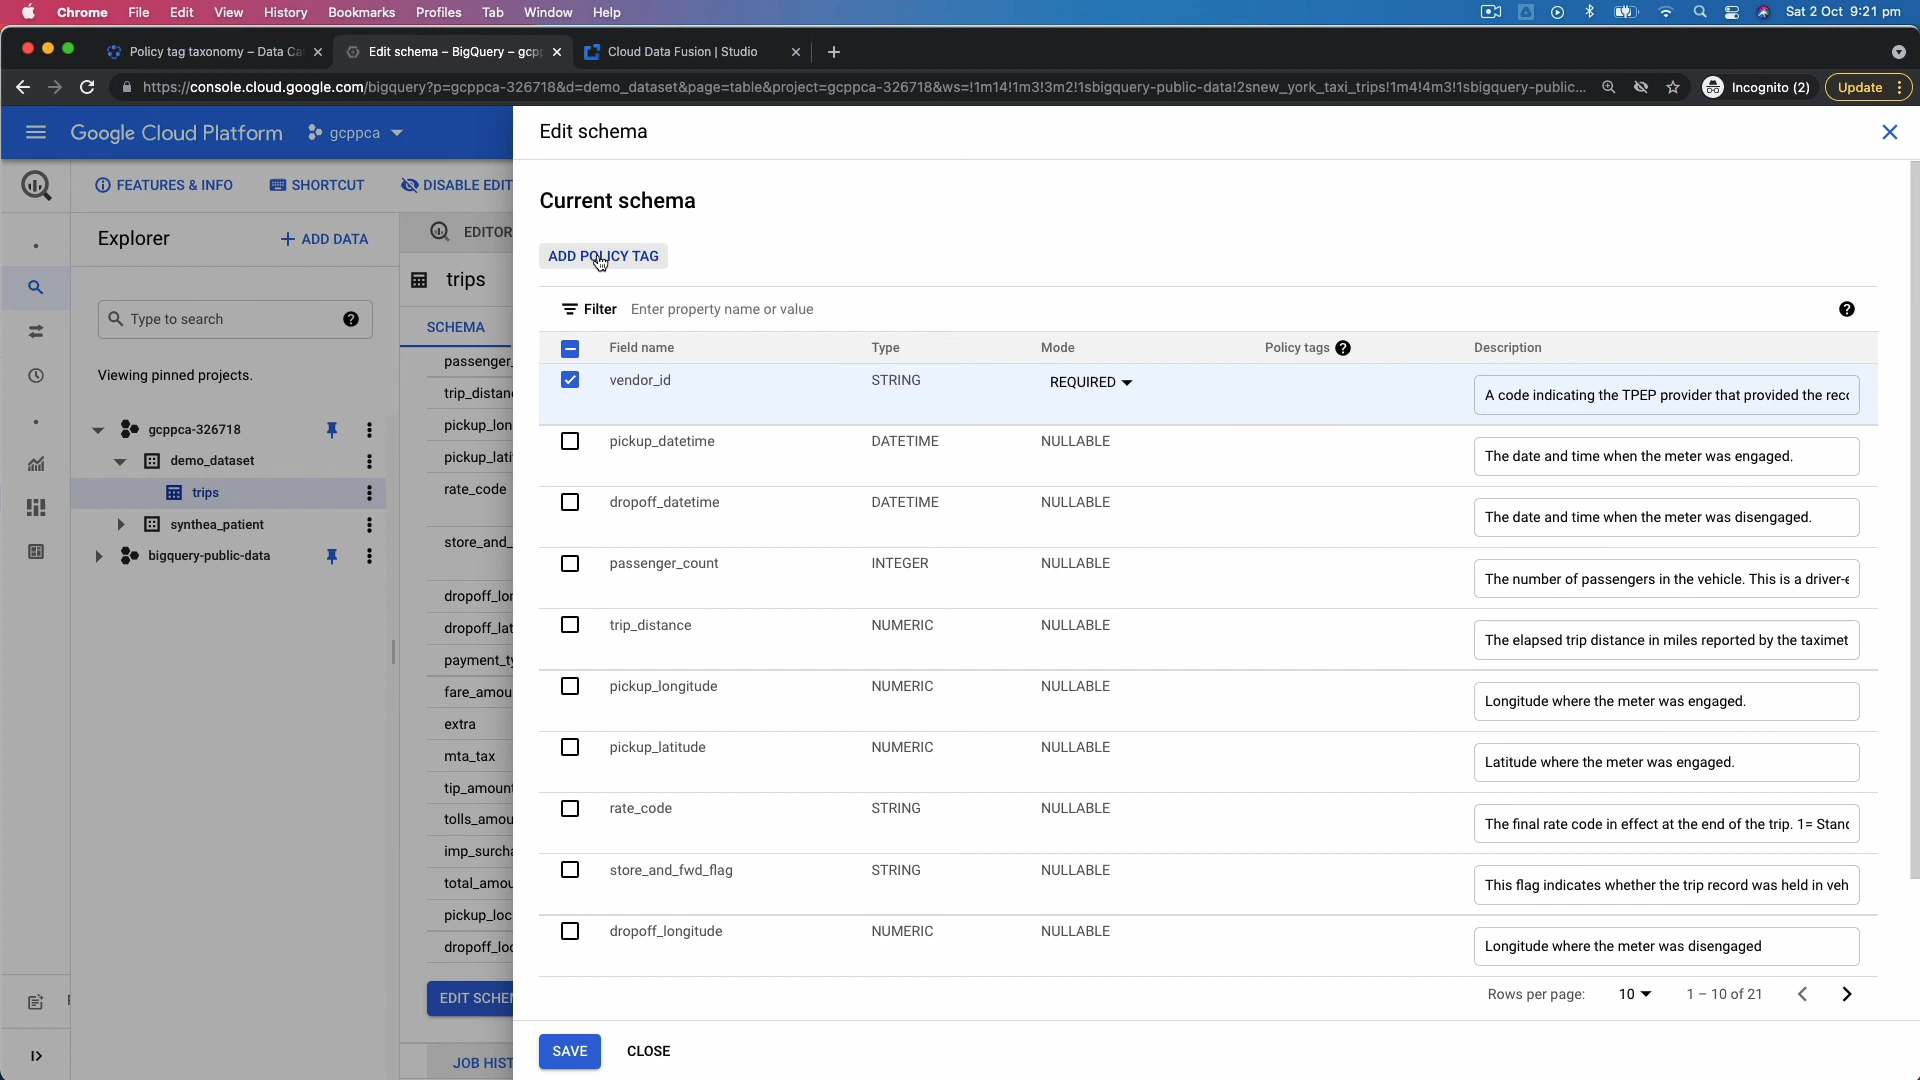 Chrome File Edit View History Bookmarks Profiles Tab Window Help Sat 2 Oct 9:21 pm
Policy tag taxonomy – Data Ca
Edit schema – BigQuery – gcp
Cloud Data Fusion | Studio
https://console.cloud.google.com/bigquery?p=gcppca-326718&d=demo_dataset&page=table&project=gcppca-326718&ws=!1m14!1m3!3m2!1sbigquery-public-data!2snew_york_taxi_trips!1m4!4m3!1sbigquery-public... Incognito (2) Update
Google Cloud Platform gcppca
FEATURES & INFO SHORTCUT DISABLE EDIT
Explorer + ADD DATA
Type to search
Viewing pinned projects.
gcppca-326718
demo_dataset
trips
synthea_patient
bigquery-public-data
EDITOR
trips
SCHEMA
passenger_
trip_distan
pickup_lon
pickup_lati
rate_code
store_and_
dropoff_lon
dropoff_lat
payment_ty
fare_amou
extra
mta_tax
tip_amount
tolls_amou
imp_surcha
total_amou
pickup_loc
dropoff_loc
EDIT SCHEM
JOB HIST
Edit schema
Current schema
ADD POLICY TAG
Filter Enter property name or value
Field name Type Mode Policy tags Description
vendor_id STRING REQUIRED A code indicating the TPEP provider that provided the reco
pickup_datetime DATETIME NULLABLE The date and time when the meter was engaged.
dropoff_datetime DATETIME NULLABLE The date and time when the meter was disengaged.
passenger_count INTEGER NULLABLE The number of passengers in the vehicle. This is a driver-e
trip_distance NUMERIC NULLABLE The elapsed trip distance in miles reported by the taximet
pickup_longitude NUMERIC NULLABLE Longitude where the meter was engaged.
pickup_latitude NUMERIC NULLABLE Latitude where the meter was engaged.
rate_code STRING NULLABLE The final rate code in effect at the end of the trip. 1= Stand
store_and_fwd_flag STRING NULLABLE This flag indicates whether the trip record was held in veh
dropoff_longitude NUMERIC NULLABLE Longitude where the meter was disengaged
Rows per page: 10 1 – 10 of 21
SAVE CLOSE